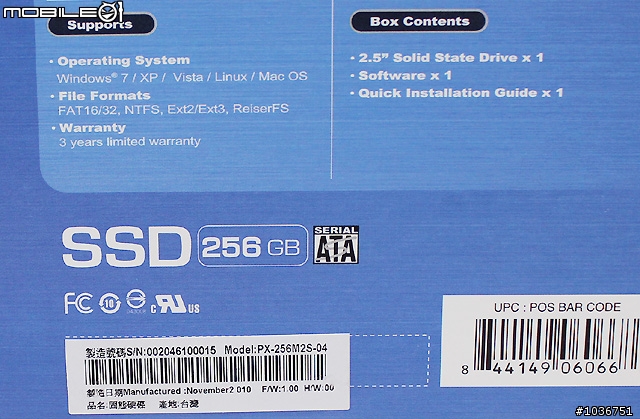 MOBILE01
Supports
Operating System
Windows® 7 / XP / Vista / Linux / Mac OS
File Formats
FAT16/32, NTFS, Ext2/Ext3, ReiserFS
Warranty
3 years limited warranty
Box Contents
2.5" Solid State Drive x 1
Software x 1
Quick Installation Guide x 1
SSD 256 GB
SERIAL
ATA
FC 10 c RU US
製造號碼S/N:002046100015 Model:PX-256M2S-04
製造日期Manufactured :November2 010 F/W:1.00 H/W:00
品名:固態硬碟 產地:台灣
UPC : POS BAR CODE
8 44149 06066
#1036751